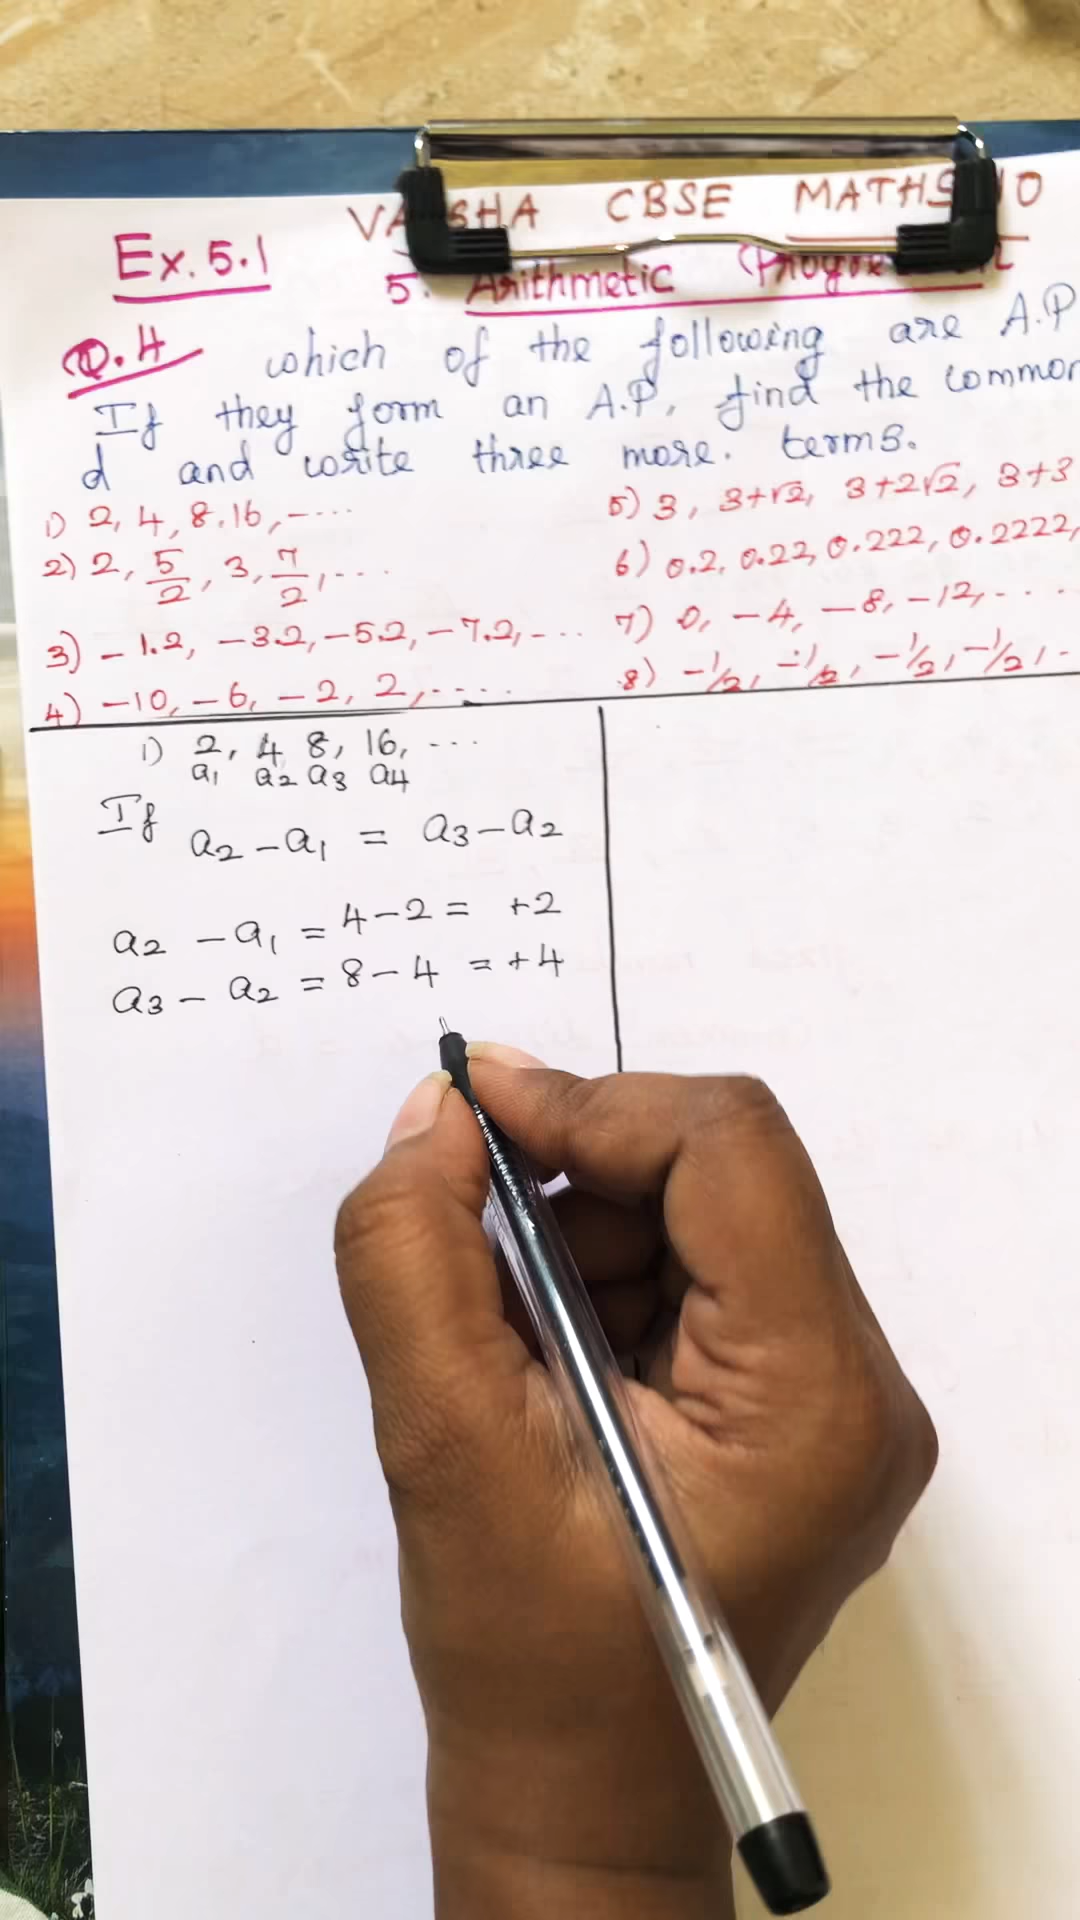 CBSE MATHS 10
Ex. 5.1
5. Arithmetic
Q.4 which of the following are A.P
If they form an A.P, find the common
d and write three more. terms.
1) 2, 4, 8, 16, -....
2) 2, 5/2, 3, 7/2, ...
3) -1.2, -3.2, -5.2, -7.2, -...
4) -10, -6, -2, 2, ....
5) 3, 3+√2, 3+2√2, 3+3
6) 0.2, 0.22, 0.222, 0.2222,
7) 0, -4, -8, -12, ....
8) -1/2, -1/2, -1/2, -1/2, .
1) 2, 4 8, 16, ...
a₁ a₂ a₃ a₄
If
a₂ - a₁ = a₃ - a₂
a₂ - a₁ = 4 - 2 = +2
a₃ - a₂ = 8 - 4 = +4